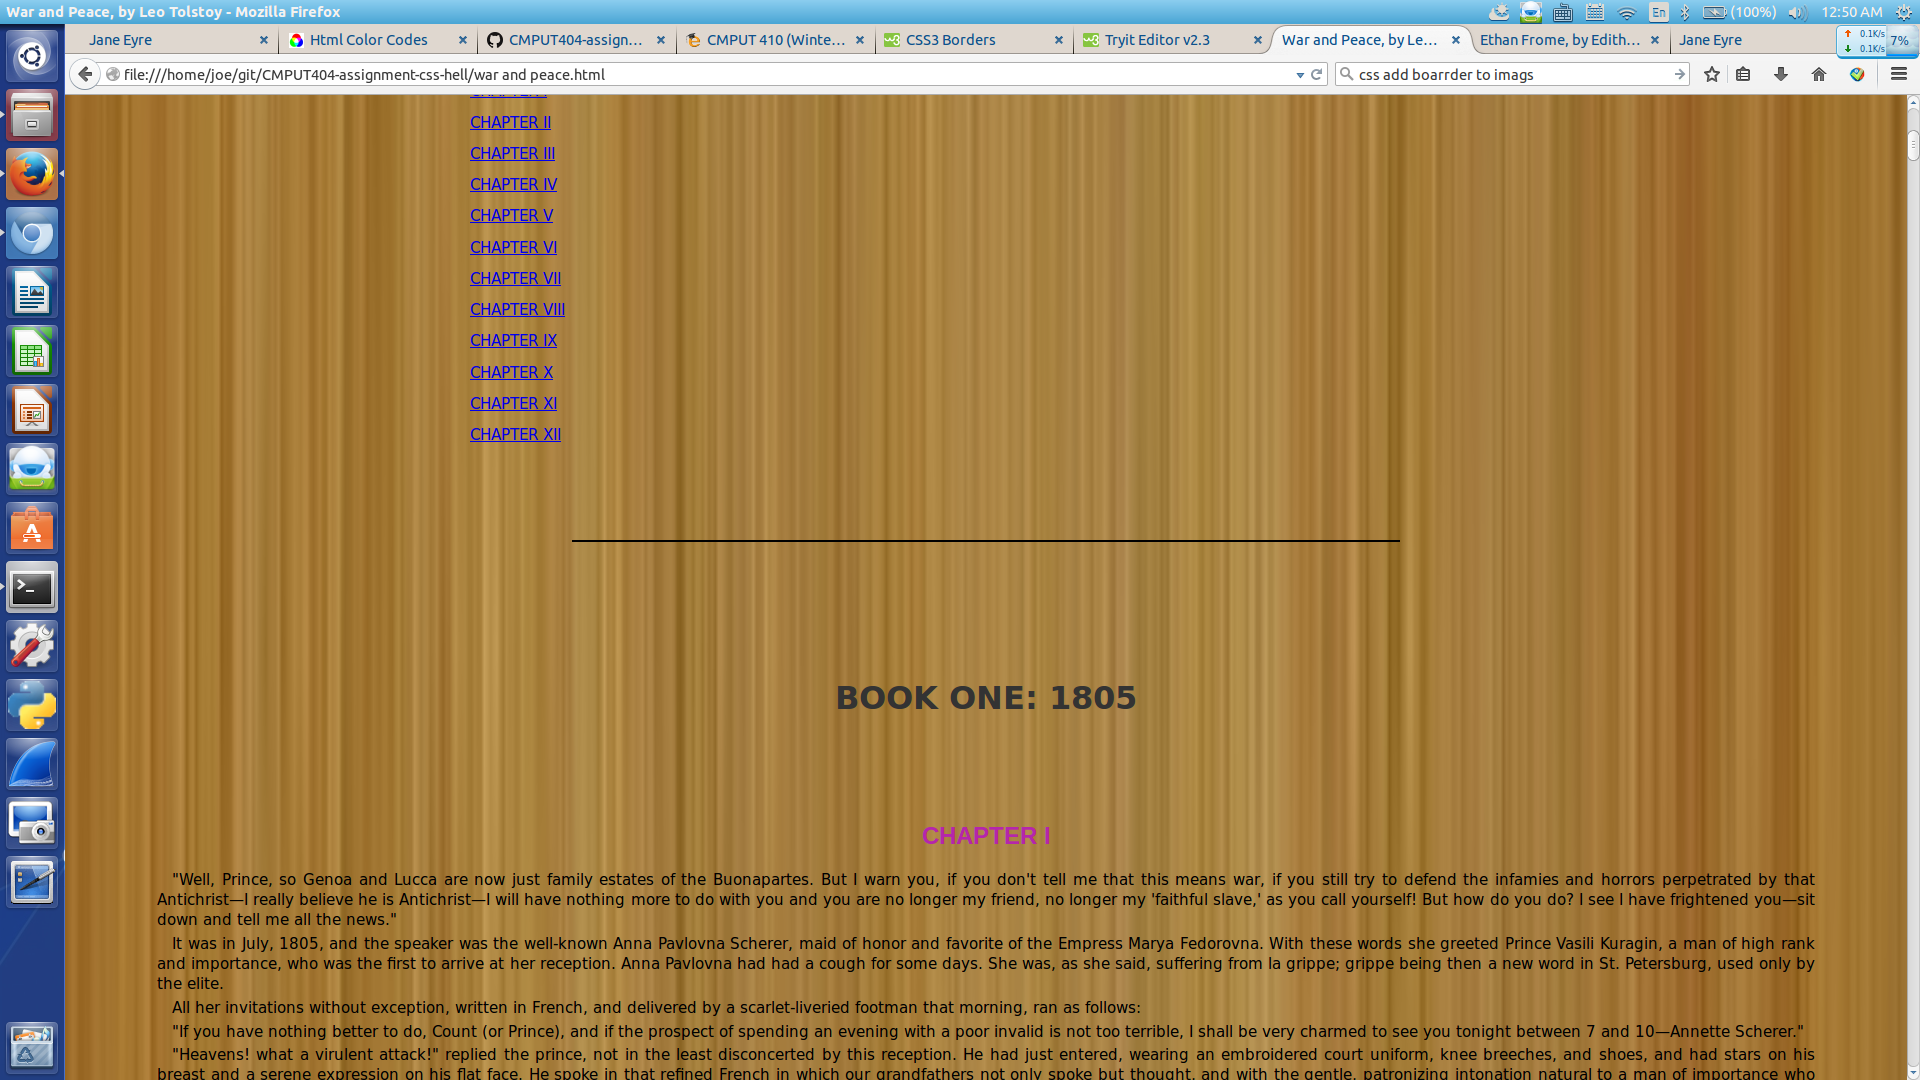 War and Peace, by Leo Tolstoy - Mozilla Firefox
En
(100%)
12:50 AM
Jane Eyre
Html Color Codes
CMPUT404-assign...
CMPUT 410 (Winte...
CSS3 Borders
Tryit Editor v2.3
War and Peace, by Le...
Ethan Frome, by Edith...
Jane Eyre
0.1K/s
0.1K/s
7%
file:///home/joe/git/CMPUT404-assignment-css-hell/war and peace.html
css add boarrder to imags
CHAPTER II
CHAPTER III
CHAPTER IV
CHAPTER V
CHAPTER VI
CHAPTER VII
CHAPTER VIII
CHAPTER IX
CHAPTER X
CHAPTER XI
CHAPTER XII
BOOK ONE: 1805
CHAPTER I
"Well, Prince, so Genoa and Lucca are now just family estates of the Buonapartes. But I warn you, if you don't tell me that this means war, if you still try to defend the infamies and horrors perpetrated by that
Antichrist—I really believe he is Antichrist—I will have nothing more to do with you and you are no longer my friend, no longer my 'faithful slave,' as you call yourself! But how do you do? I see I have frightened you—sit
down and tell me all the news."
It was in July, 1805, and the speaker was the well-known Anna Pavlovna Scherer, maid of honor and favorite of the Empress Marya Fedorovna. With these words she greeted Prince Vasili Kuragin, a man of high rank
and importance, who was the first to arrive at her reception. Anna Pavlovna had had a cough for some days. She was, as she said, suffering from la grippe; grippe being then a new word in St. Petersburg, used only by
the elite.
All her invitations without exception, written in French, and delivered by a scarlet-liveried footman that morning, ran as follows:
"If you have nothing better to do, Count (or Prince), and if the prospect of spending an evening with a poor invalid is not too terrible, I shall be very charmed to see you tonight between 7 and 10—Annette Scherer."
"Heavens! what a virulent attack!" replied the prince, not in the least disconcerted by this reception. He had just entered, wearing an embroidered court uniform, knee breeches, and shoes, and had stars on his
breast and a serene expression on his flat face. He spoke in that refined French in which our grandfathers not only spoke but thought, and with the gentle, patronizing intonation natural to a man of importance who